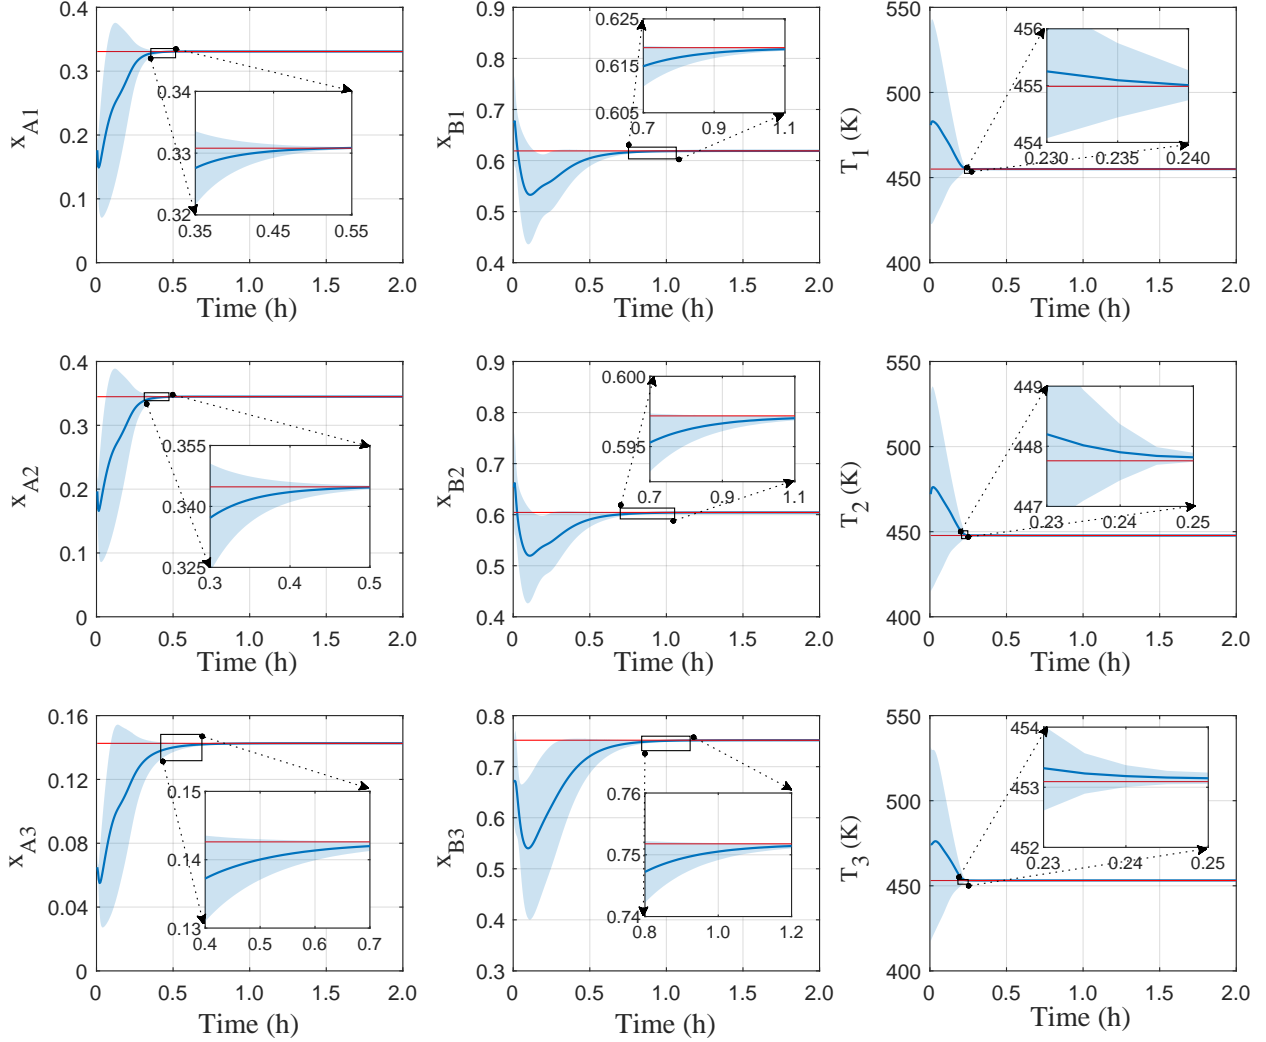 0.4
0.3
0.2
0.1
0
x_A1
0.34
0.33
0.32
0.35 0.45 0.55
0 0.5 1.0 1.5 2.0
Time (h)
0.9
0.8
0.7
0.6
0.5
0.4
x_B1
0.625
0.615
0.605
0.7 0.9 1.1
0 0.5 1.0 1.5 2.0
Time (h)
550
500
450
400
T_1 (K)
456
455
454
0.230 0.235 0.240
0 0.5 1.0 1.5 2.0
Time (h)
0.4
0.3
0.2
0.1
0
x_A2
0.355
0.340
0.325
0.3 0.4 0.5
0 0.5 1.0 1.5 2.0
Time (h)
0.9
0.8
0.7
0.6
0.5
0.4
x_B2
0.600
0.595
0.7 0.9 1.1
0 0.5 1.0 1.5 2.0
Time (h)
550
500
450
400
T_2 (K)
449
448
447
0.23 0.24 0.25
0 0.5 1.0 1.5 2.0
Time (h)
0.16
0.12
0.08
0.04
0
x_A3
0.15
0.14
0.13
0.4 0.5 0.6 0.7
0 0.5 1.0 1.5 2.0
Time (h)
0.8
0.7
0.6
0.5
0.4
0.3
x_B3
0.76
0.75
0.74
0.8 1.0 1.2
0 0.5 1.0 1.5 2.0
Time (h)
550
500
450
400
T_3 (K)
454
453
452
0.23 0.24 0.25
0 0.5 1.0 1.5 2.0
Time (h)